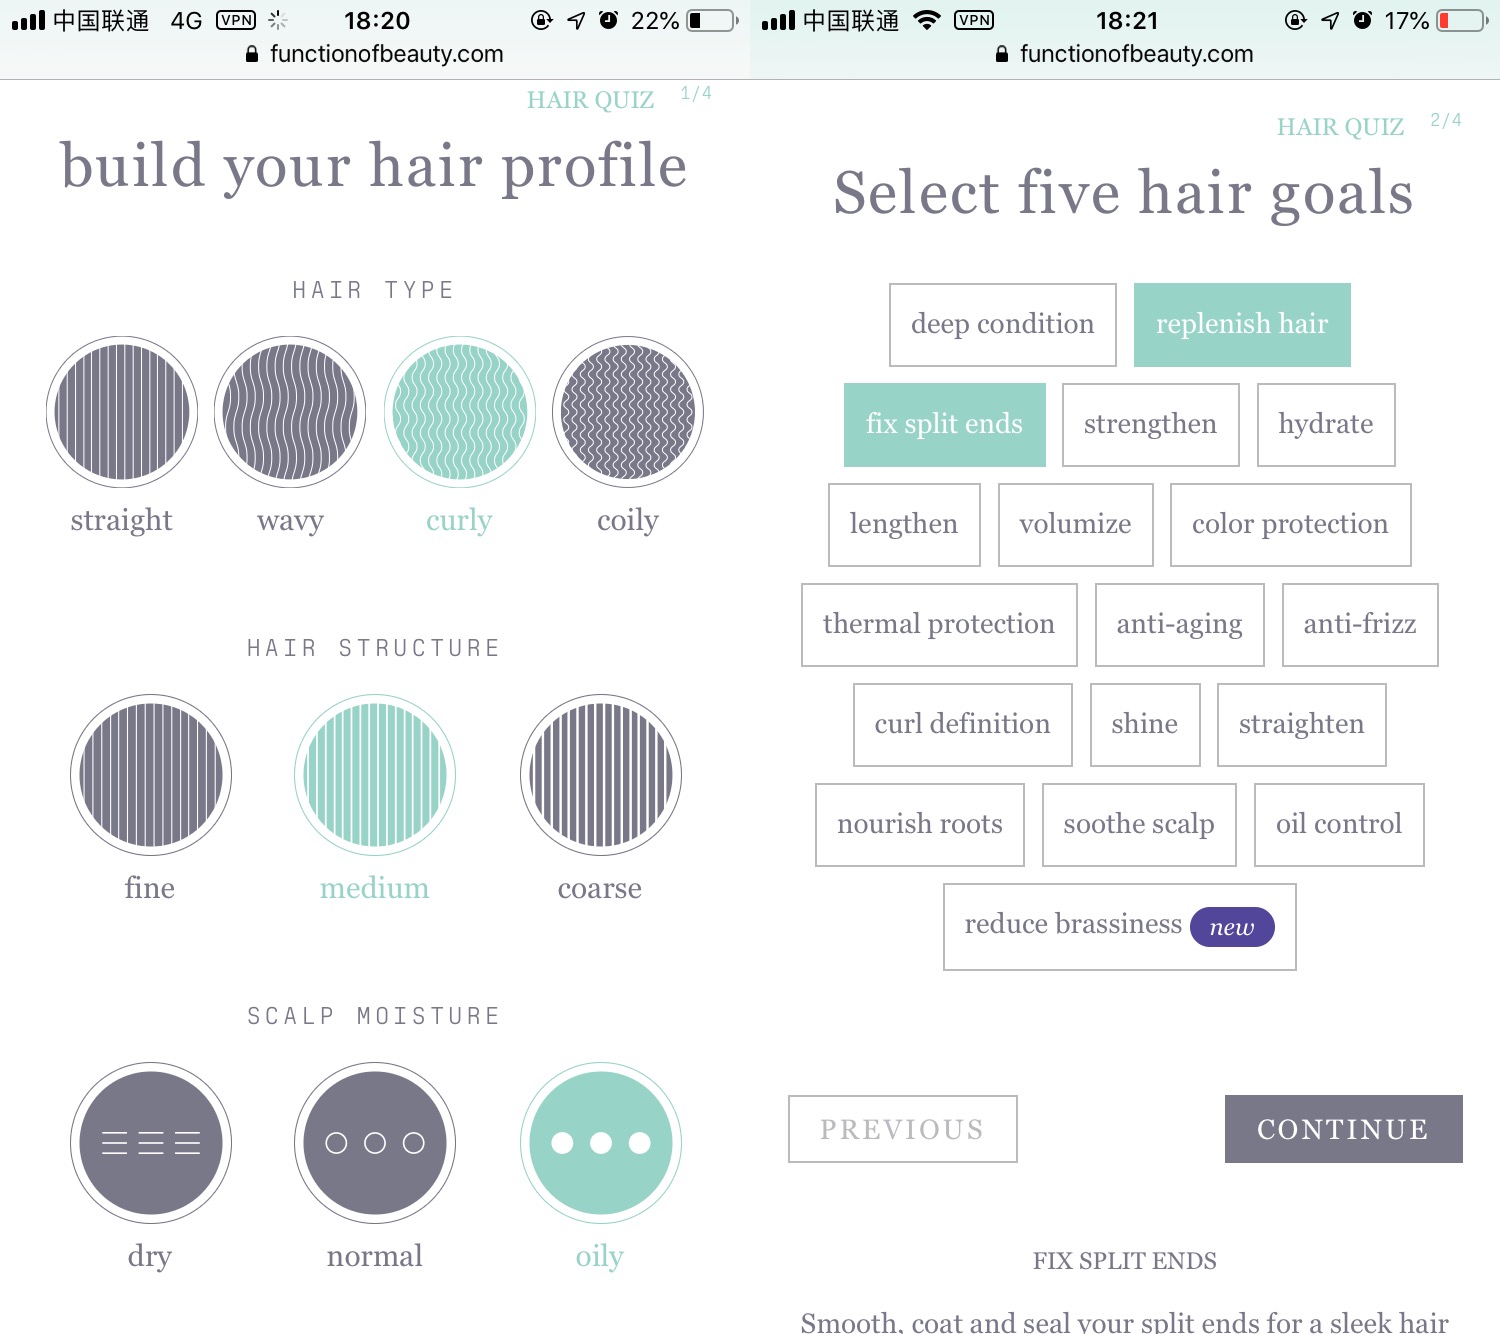 中国联通 4G VPN 18:20 22%
functionofbeauty.com
HAIR QUIZ 1/4
build your hair profile
HAIR TYPE
straight wavy curly coily
HAIR STRUCTURE
fine medium coarse
SCALP MOISTURE
dry normal oily
中国联通 VPN 18:21 17%
functionofbeauty.com
HAIR QUIZ 2/4
Select five hair goals
deep condition replenish hair
fix split ends strengthen hydrate
lengthen volumize color protection
thermal protection anti-aging anti-frizz
curl definition shine straighten
nourish roots soothe scalp oil control
reduce brassiness new
PREVIOUS CONTINUE
FIX SPLIT ENDS
Smooth, coat and seal your split ends for a sleek hair